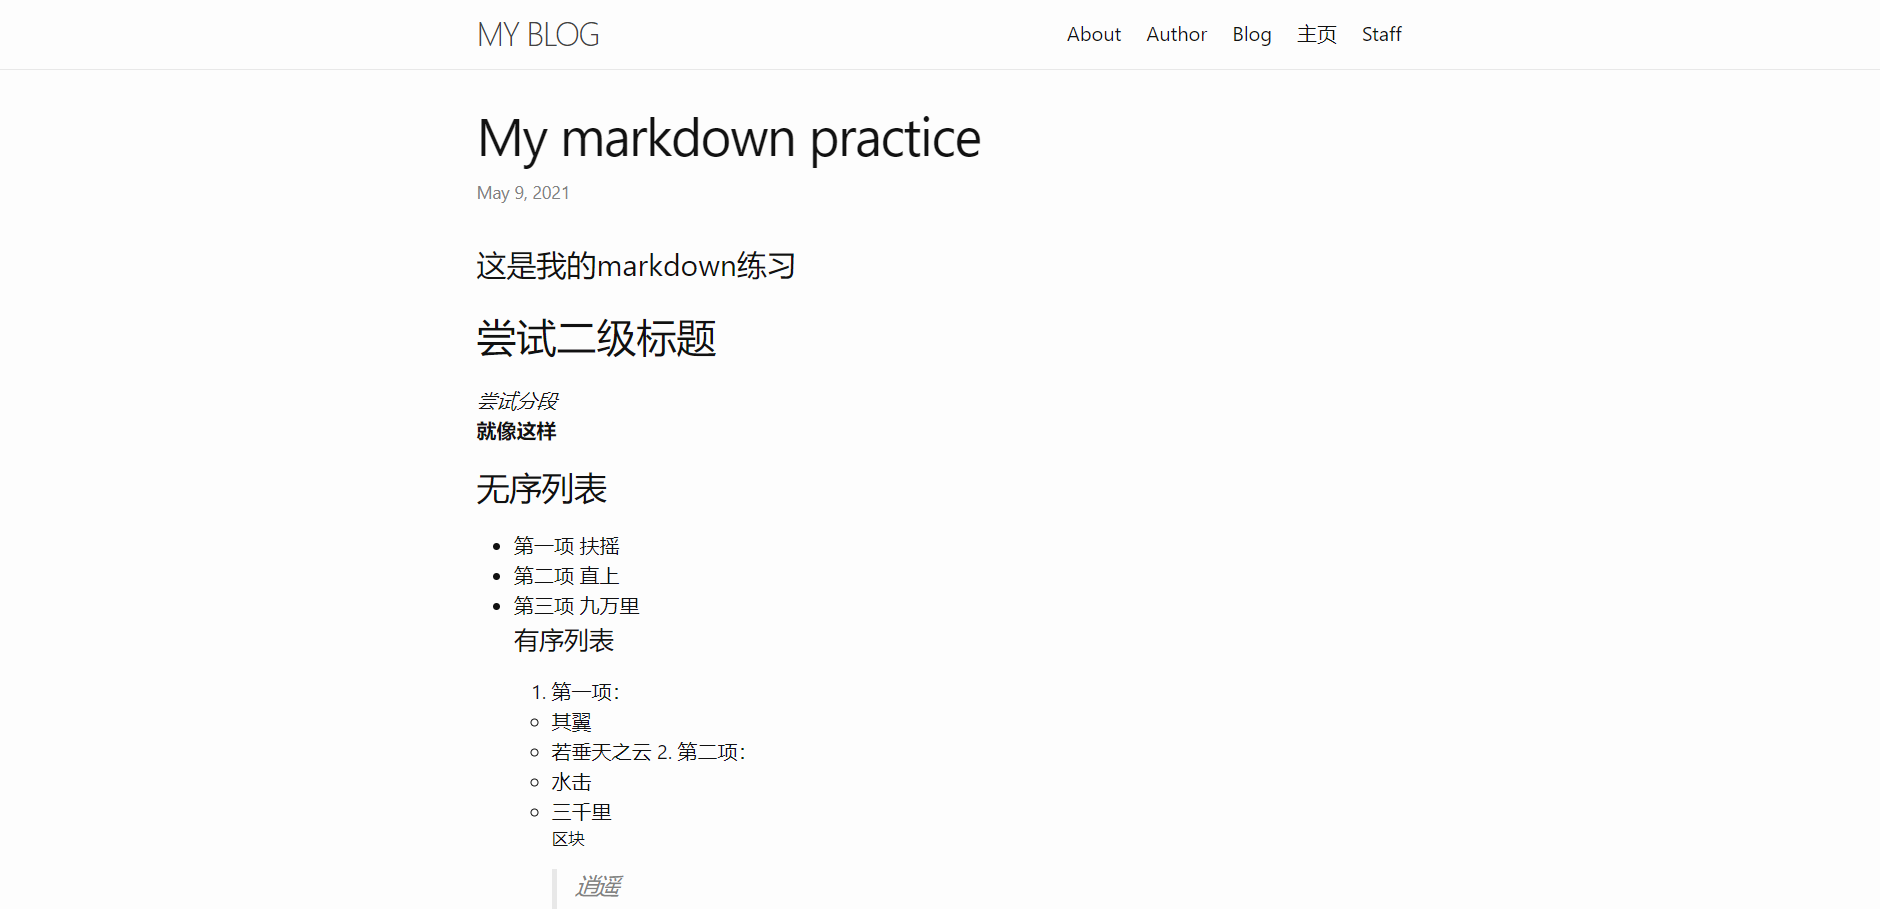 MY BLOG
About Author Blog 主页 Staff
My markdown practice
May 9, 2021
这是我的markdown练习
尝试二级标题
尝试分段
就像这样
无序列表
• 第一项 扶摇
• 第二项 直上
• 第三项 九万里
有序列表
1. 第一项：
○ 其翼
○ 若垂天之云 2. 第二项：
○ 水击
○ 三千里
区块
逍遥